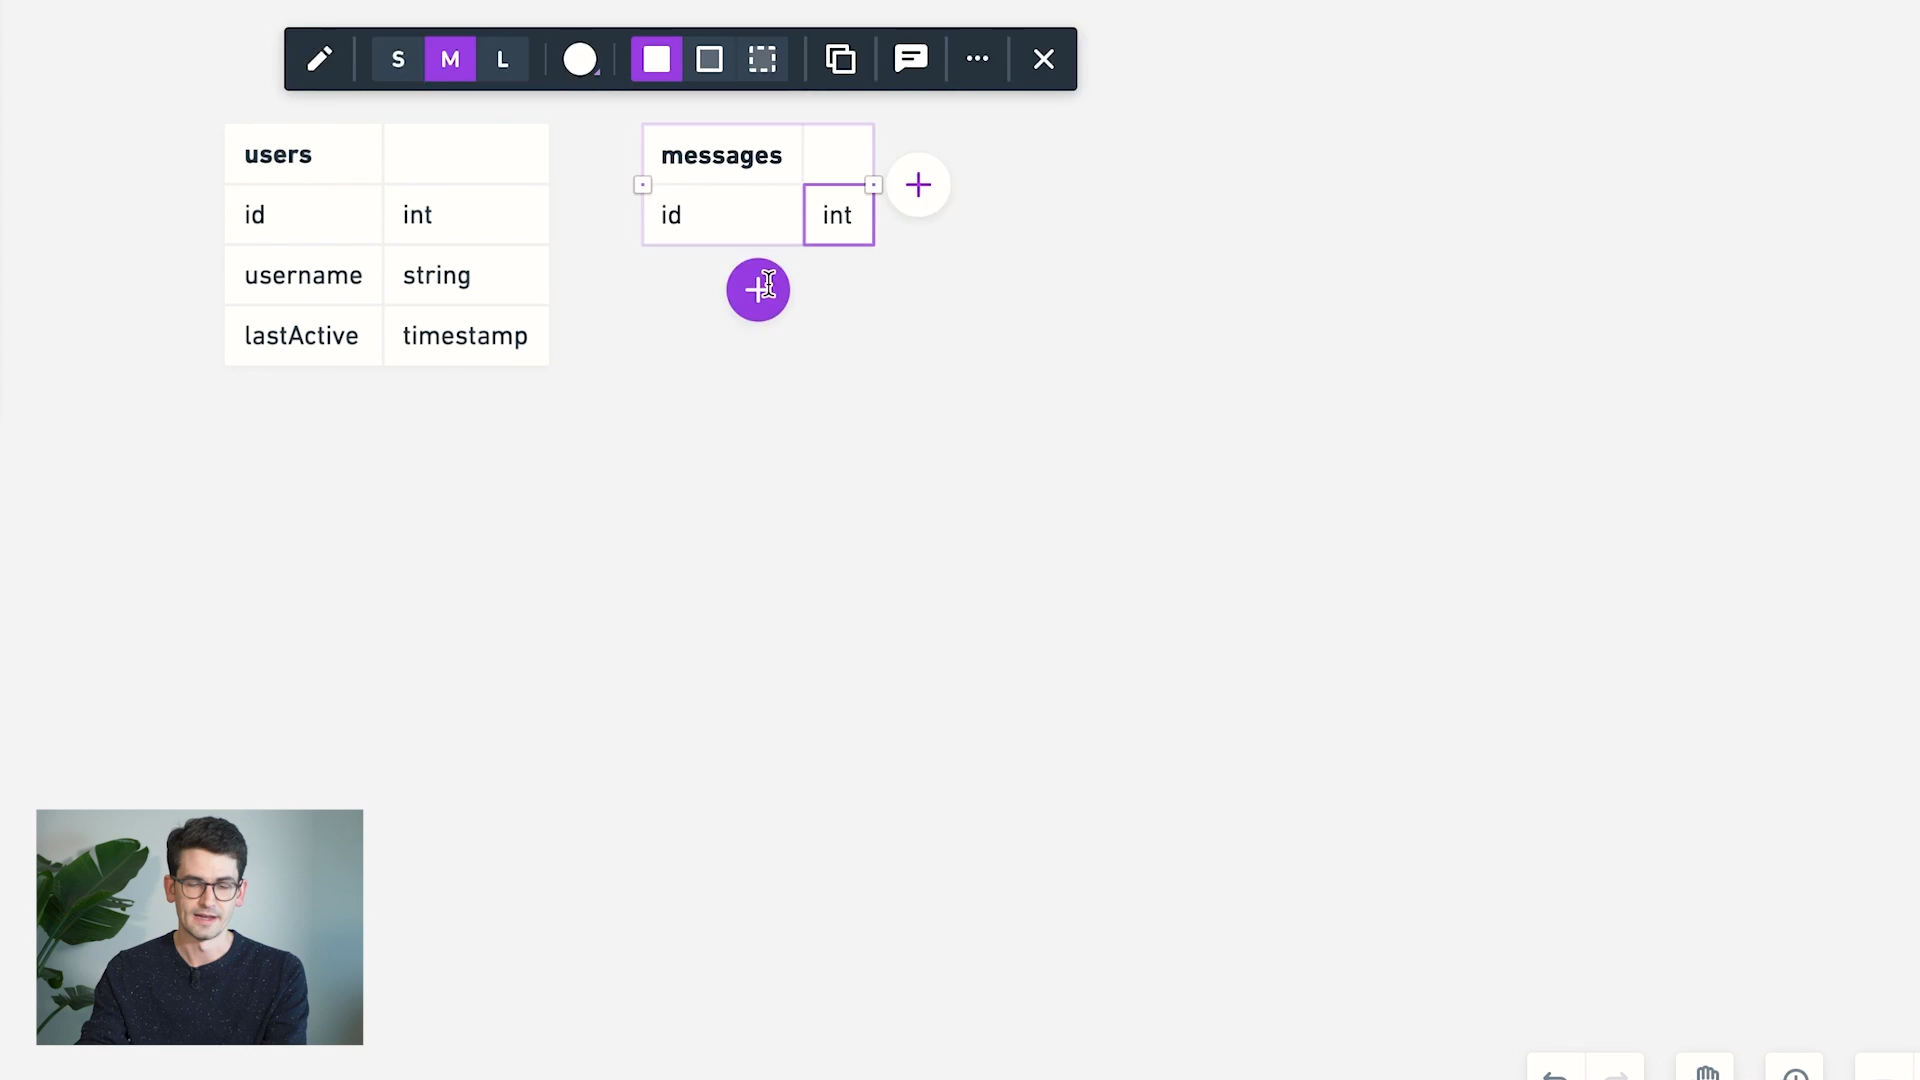 S M L
users
id int
username string
lastActive timestamp
messages
id int